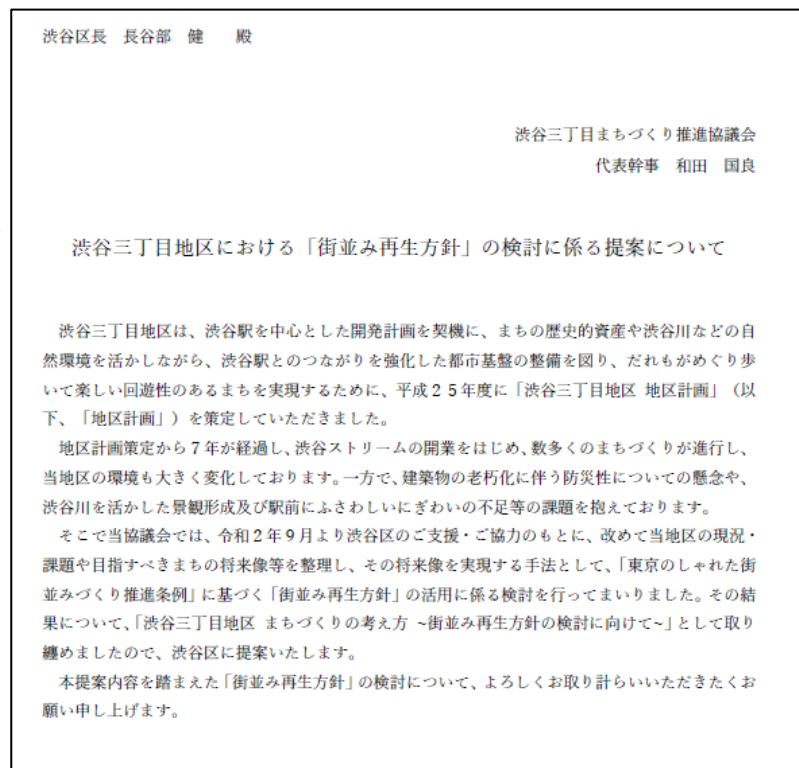 渋谷区長　長谷部　健　　殿
渋谷三丁目まちづくり推進協議会
代表幹事　和田　国良
渋谷三丁目地区における「街並み再生方針」の検討に係る提案について
　渋谷三丁目地区は、渋谷駅を中心とした開発計画を契機に、まちの歴史的資産や渋谷川などの自
然環境を活かしながら、渋谷駅とのつながりを強化した都市基盤の整備を図り、だれもがめぐり歩
いて楽しい回遊性のあるまちを実現するために、平成２５年度に「渋谷三丁目地区 地区計画」（以
下、「地区計画」）を策定していただきました。
　地区計画策定から７年が経過し、渋谷ストリームの開業をはじめ、数多くのまちづくりが進行し、
当地区の環境も大きく変化しております。一方で、建築物の老朽化に伴う防災性についての懸念や、
渋谷川を活かした景観形成及び駅前にふさわしいにぎわいの不足等の課題を抱えております。
　そこで当協議会では、令和２年９月より渋谷区のご支援・ご協力のもとに、改めて当地区の現況・
課題や目指すべきまちの将来像等を整理し、その将来像を実現する手法として、「東京のしゃれた街
並みづくり推進条例」に基づく「街並み再生方針」の活用に係る検討を行ってまいりました。その結
果について、「渋谷三丁目地区 まちづくりの考え方 ~街並み再生方針の検討に向けて~」として取り
纏めましたので、渋谷区に提案いたします。
　本提案内容を踏まえた「街並み再生方針」の検討について、よろしくお取り計らいいただきたくお
願い申し上げます。